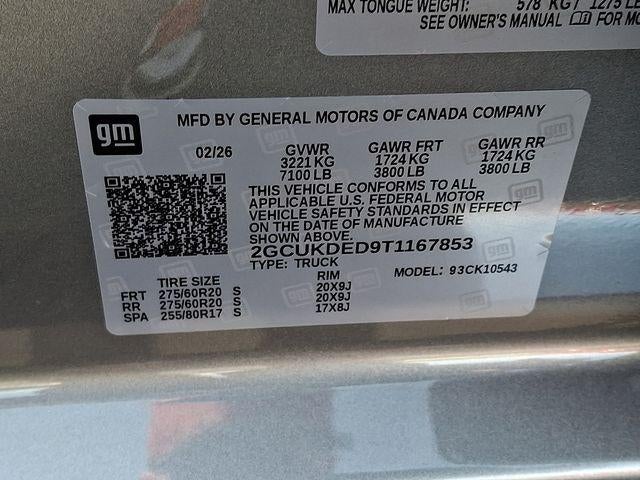 MAX TONGUE WEIGHT: 578 KG / 1275 LB
SEE OWNER'S MANUAL FOR MO
gm
MFD BY GENERAL MOTORS OF CANADA COMPANY
02/26 GVWR GAWR FRT GAWR RR
3221 KG 1724 KG 1724 KG
7100 LB 3800 LB 3800 LB
THIS VEHICLE CONFORMS TO ALL
APPLICABLE U.S. FEDERAL MOTOR
VEHICLE SAFETY STANDARDS IN EFFECT
ON THE DATE OF MANUFACTURE
SHOWN ABOVE.
2GCUKDED9T1167853
TYPE: TRUCK MODEL: 93CK10543
TIRE SIZE RIM
FRT 275/60R20 S 20X9J
RR 275/60R20 S 20X9J
SPA 255/80R17 S 17X8J